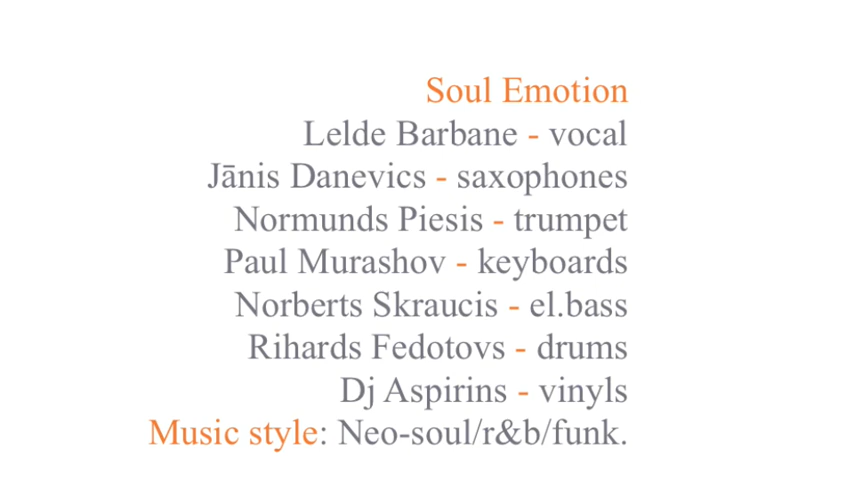 Soul Emotion
Lelde Barbane - vocal
Jānis Danevics - saxophones
Normunds Piesis - trumpet
Paul Murashov - keyboards
Norberts Skraucis - el.bass
Rihards Fedotovs - drums
Dj Aspirins - vinyls
Music style: Neo-soul/r&b/funk.